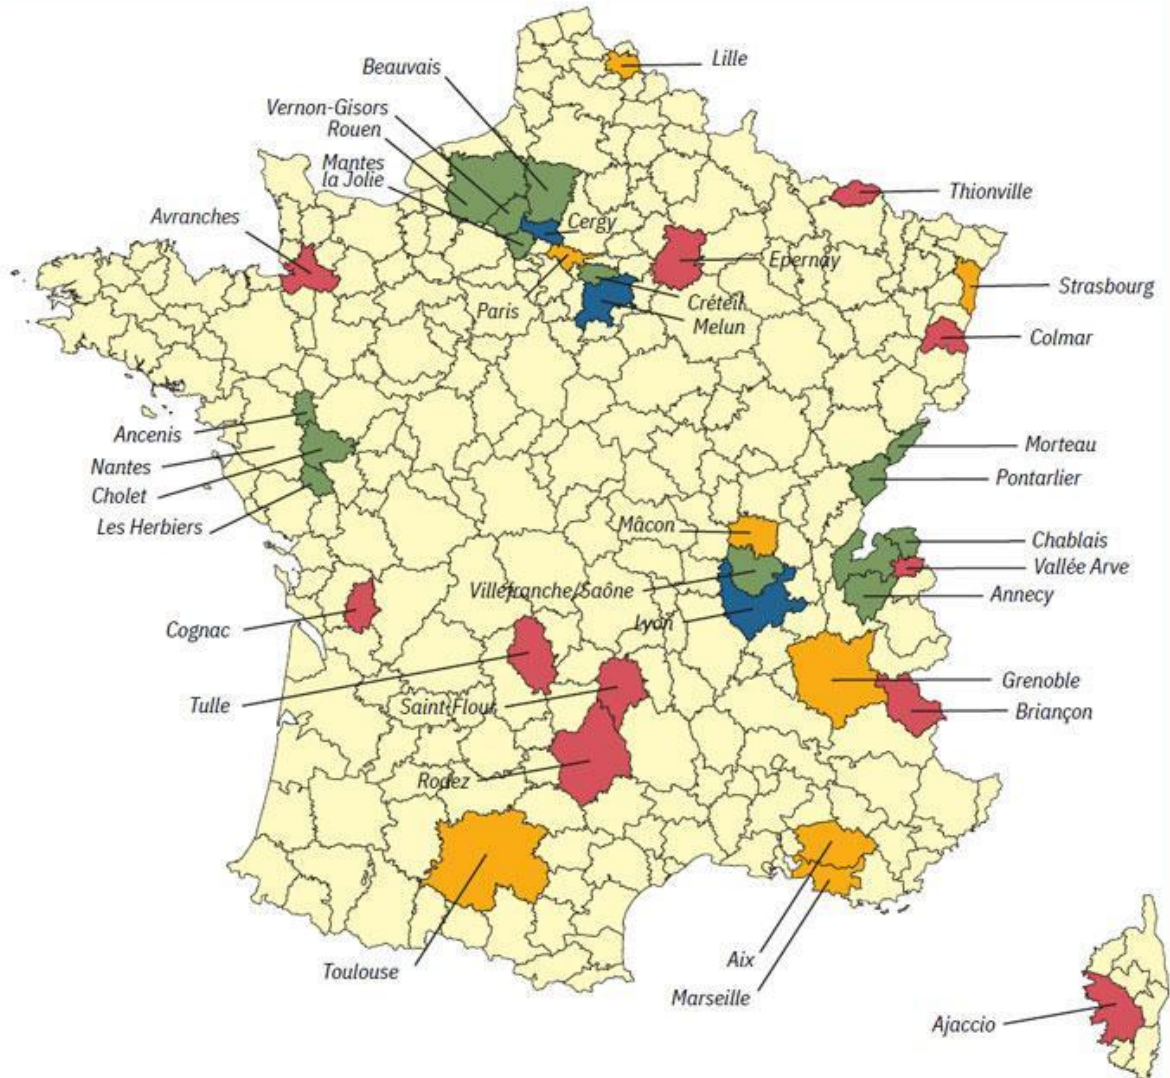 Lille
Beauvais
Vernon-Gisors
Rouen
Mantes
la Jolie
Thionville
Avranches
Cergy
Epernay
Strasbourg
Paris
Créteil
Melun
Colmar
Ancenis
Morteau
Nantes
Pontarlier
Cholet
Les Herbiers
Mâcon
Chablais
Vallée Arve
Villefranche/Saône
Annecy
Cognac
Lyon
Grenoble
Tulle
Saint-Flour
Briançon
Rodez
Aix
Toulouse
Marseille
Ajaccio